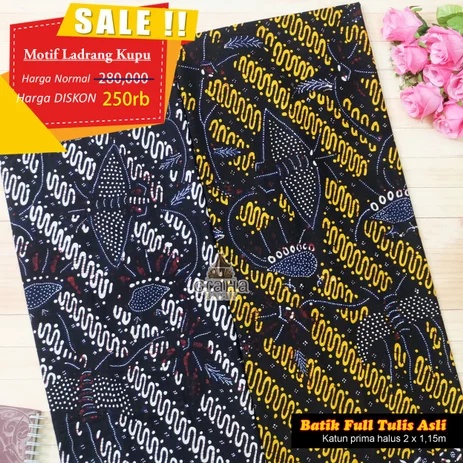 SALE !!
Motif Ladrang Kupu
Harga Normal 280,000
Harga DISKON 250rb
GraHa
Batik Full Tulis Asli
Katun prima halus 2 x 1,15m